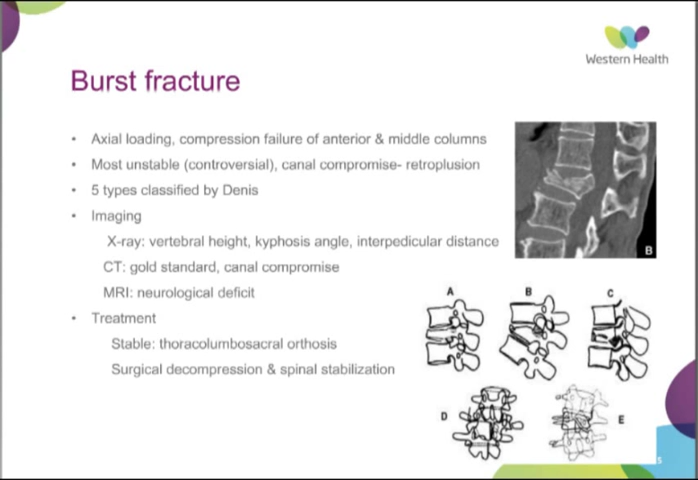 Western Health
Burst fracture
• Axial loading, compression failure of anterior & middle columns
• Most unstable (controversial), canal compromise- retroplusion
• 5 types classified by Denis
• Imaging
X-ray: vertebral height, kyphosis angle, interpedicular distance
CT: gold standard, canal compromise
MRI: neurological deficit
• Treatment
Stable: thoracolumbosacral orthosis
Surgical decompression & spinal stabilization
B
A B C
D E
5